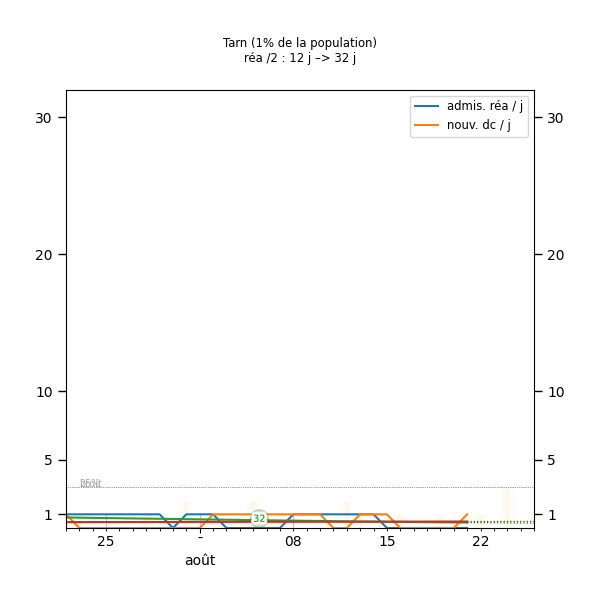 Tarn (1% de la population)
réa /2 : 12 j –> 32 j
admis. réa / j
nouv. dc / j
30 30
20 20
10 10
5 5
32
1 1
25 - 08 15 22
août